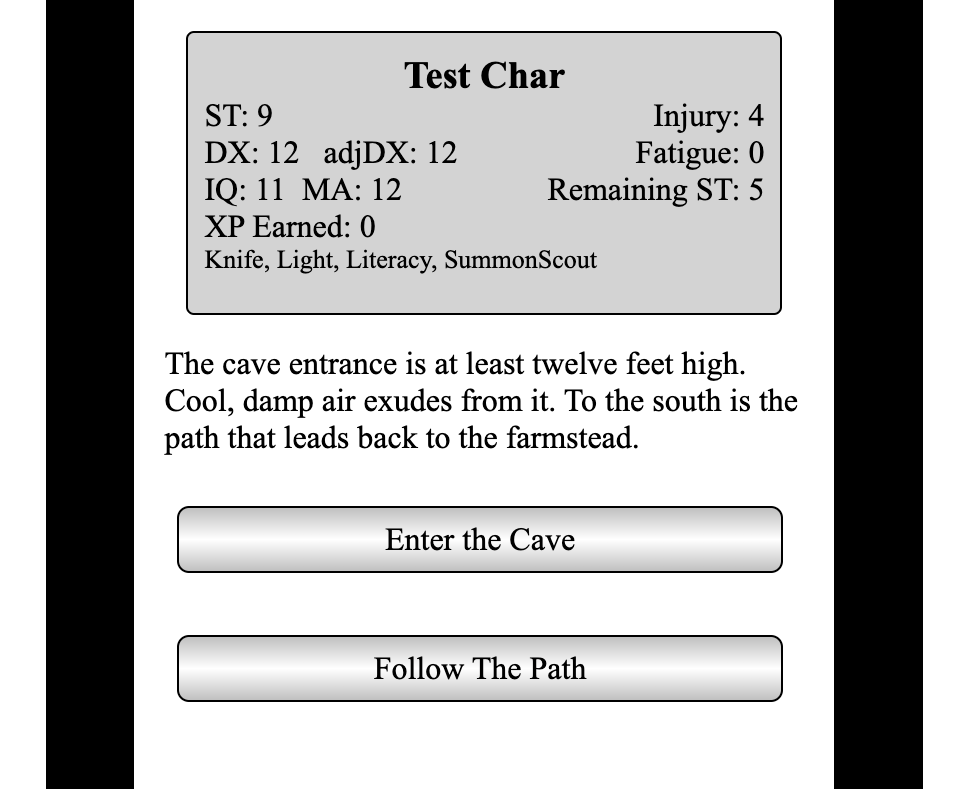 Test Char
ST: 9 Injury: 4
DX: 12 adjDX: 12 Fatigue: 0
IQ: 11 MA: 12 Remaining ST: 5
XP Earned: 0
Knife, Light, Literacy, SummonScout
The cave entrance is at least twelve feet high.
Cool, damp air exudes from it. To the south is the
path that leads back to the farmstead.
Enter the Cave
Follow The Path